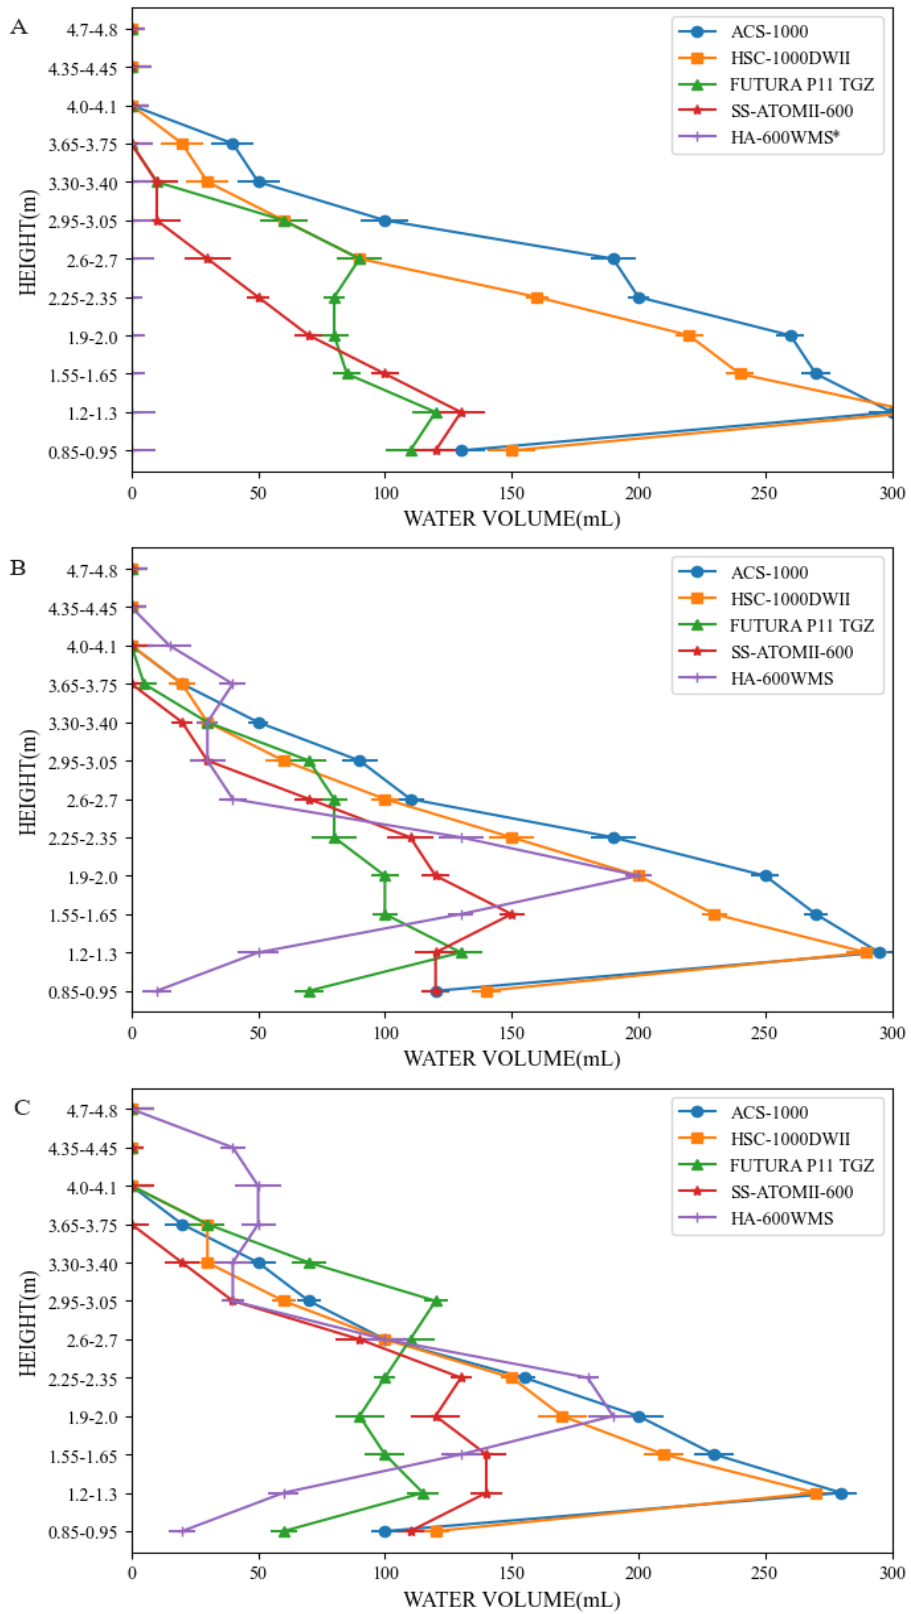 A
4.7-4.8
4.35-4.45
4.0-4.1
3.65-3.75
3.30-3.40
2.95-3.05
2.6-2.7
2.25-2.35
1.9-2.0
1.55-1.65
1.2-1.3
0.85-0.95
HEIGHT(m)
ACS-1000
HSC-1000DWII
FUTURA P11 TGZ
SS-ATOMII-600
HA-600WMS*
0 50 100 150 200 250 300
WATER VOLUME(mL)
B
4.7-4.8
4.35-4.45
4.0-4.1
3.65-3.75
3.30-3.40
2.95-3.05
2.6-2.7
2.25-2.35
1.9-2.0
1.55-1.65
1.2-1.3
0.85-0.95
HEIGHT(m)
ACS-1000
HSC-1000DWII
FUTURA P11 TGZ
SS-ATOMII-600
HA-600WMS
0 50 100 150 200 250 300
WATER VOLUME(mL)
C
4.7-4.8
4.35-4.45
4.0-4.1
3.65-3.75
3.30-3.40
2.95-3.05
2.6-2.7
2.25-2.35
1.9-2.0
1.55-1.65
1.2-1.3
0.85-0.95
HEIGHT(m)
ACS-1000
HSC-1000DWII
FUTURA P11 TGZ
SS-ATOMII-600
HA-600WMS
0 50 100 150 200 250 300
WATER VOLUME(mL)